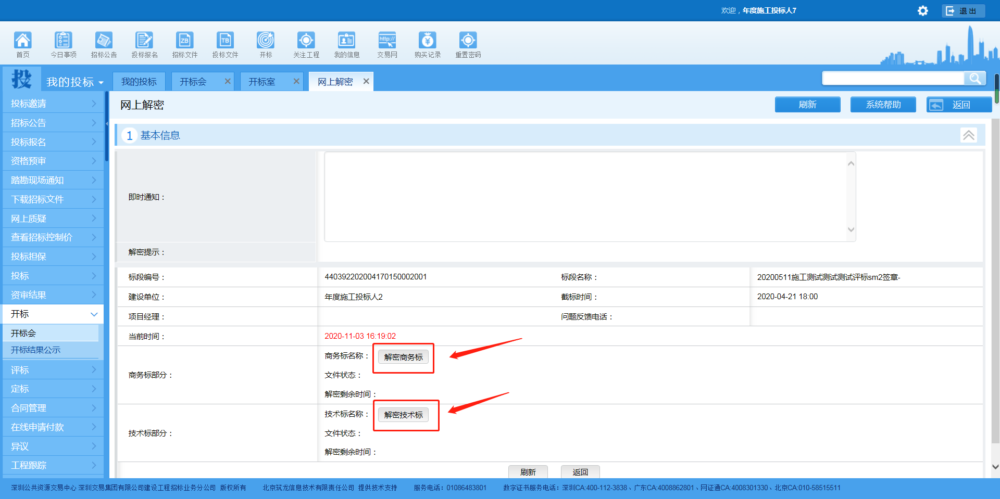 欢迎，年度施工投标人7
退 出
首页 今日事项 招标公告 投标报名 招标文件 投标文件 开标 关注工程 我的信息 交易网 购买记录 重置密码
ZB TB http://
投 我的投标
我的投标 开标会 开标室 网上解密
投标邀请
招标公告
投标报名
资格预审
踏勘现场通知
下载招标文件
网上质疑
查看招标控制价
投标担保
投标
资审结果
开标
开标会
开标结果公示
评标
定标
合同管理
在线申请付款
异议
工程跟踪
网上解密
刷新 系统帮助 返回
1 基本信息
即时通知：
解密提示：
标段编号： 440392202004170150002001 标段名称： 20200511施工测试测试测试评标sm2签章-
建设单位： 年度施工投标人2 截标时间： 2020-04-21 18:00
项目经理： 问题反馈电话：
当前时间： 2020-11-03 16:19:02
商务标部分：
商务标名称： 解密商务标
文件状态：
解密剩余时间：
技术标部分：
技术标名称： 解密技术标
文件状态：
解密剩余时间：
刷新 返回
深圳公共资源交易中心 深圳交易集团有限公司建设工程招标业务分公司 版权所有 北京筑龙信息技术有限责任公司 提供技术支持 服务电话：01086483801 数字证书服务电话：深圳CA:400-112-3838、广东CA:4008862801、网证通CA:4008301330、北京CA:010-58515511